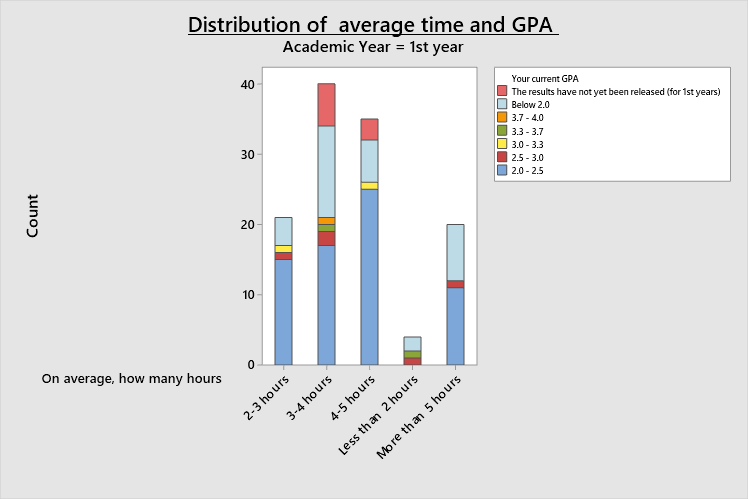 Distribution of average time and GPA
Academic Year = 1st year
Your current GPA
The results have not yet been released (for 1st years)
Below 2.0
3.7 - 4.0
3.3 - 3.7
3.0 - 3.3
2.5 - 3.0
2.0 - 2.5
Count
40
30
20
10
0
On average, how many hours
2-3 hours
3-4 hours
4-5 hours
Less than 2 hours
More than 5 hours